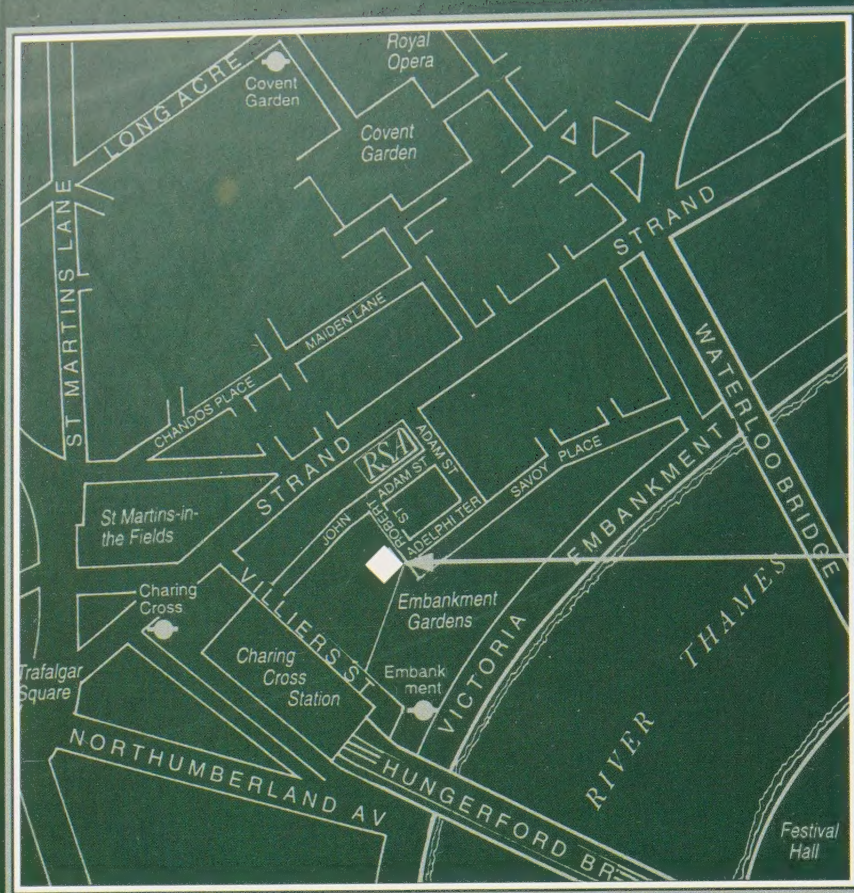 Royal
Opera
LONG ACRE
Covent
Garden
Covent
Garden
ST MARTINS LANE
STRAND
MAIDEN LANE
CHANDOS PLACE
WATERLOO BRIDGE
STRAND
RSA
ADAM ST
JOHN ADAM ST
ROBERT ST
ADELPHI TER
SAVOY PLACE
St Martins-in-
the Fields
VICTORIA EMBANKMENT
Charing
Cross
VILLIERS ST
Embankment
Gardens
RIVER THAMES
Trafalgar
Square
Charing
Cross
Station
Embank
ment
NORTHUMBERLAND AV
HUNGERFORD BR
Festival
Hall